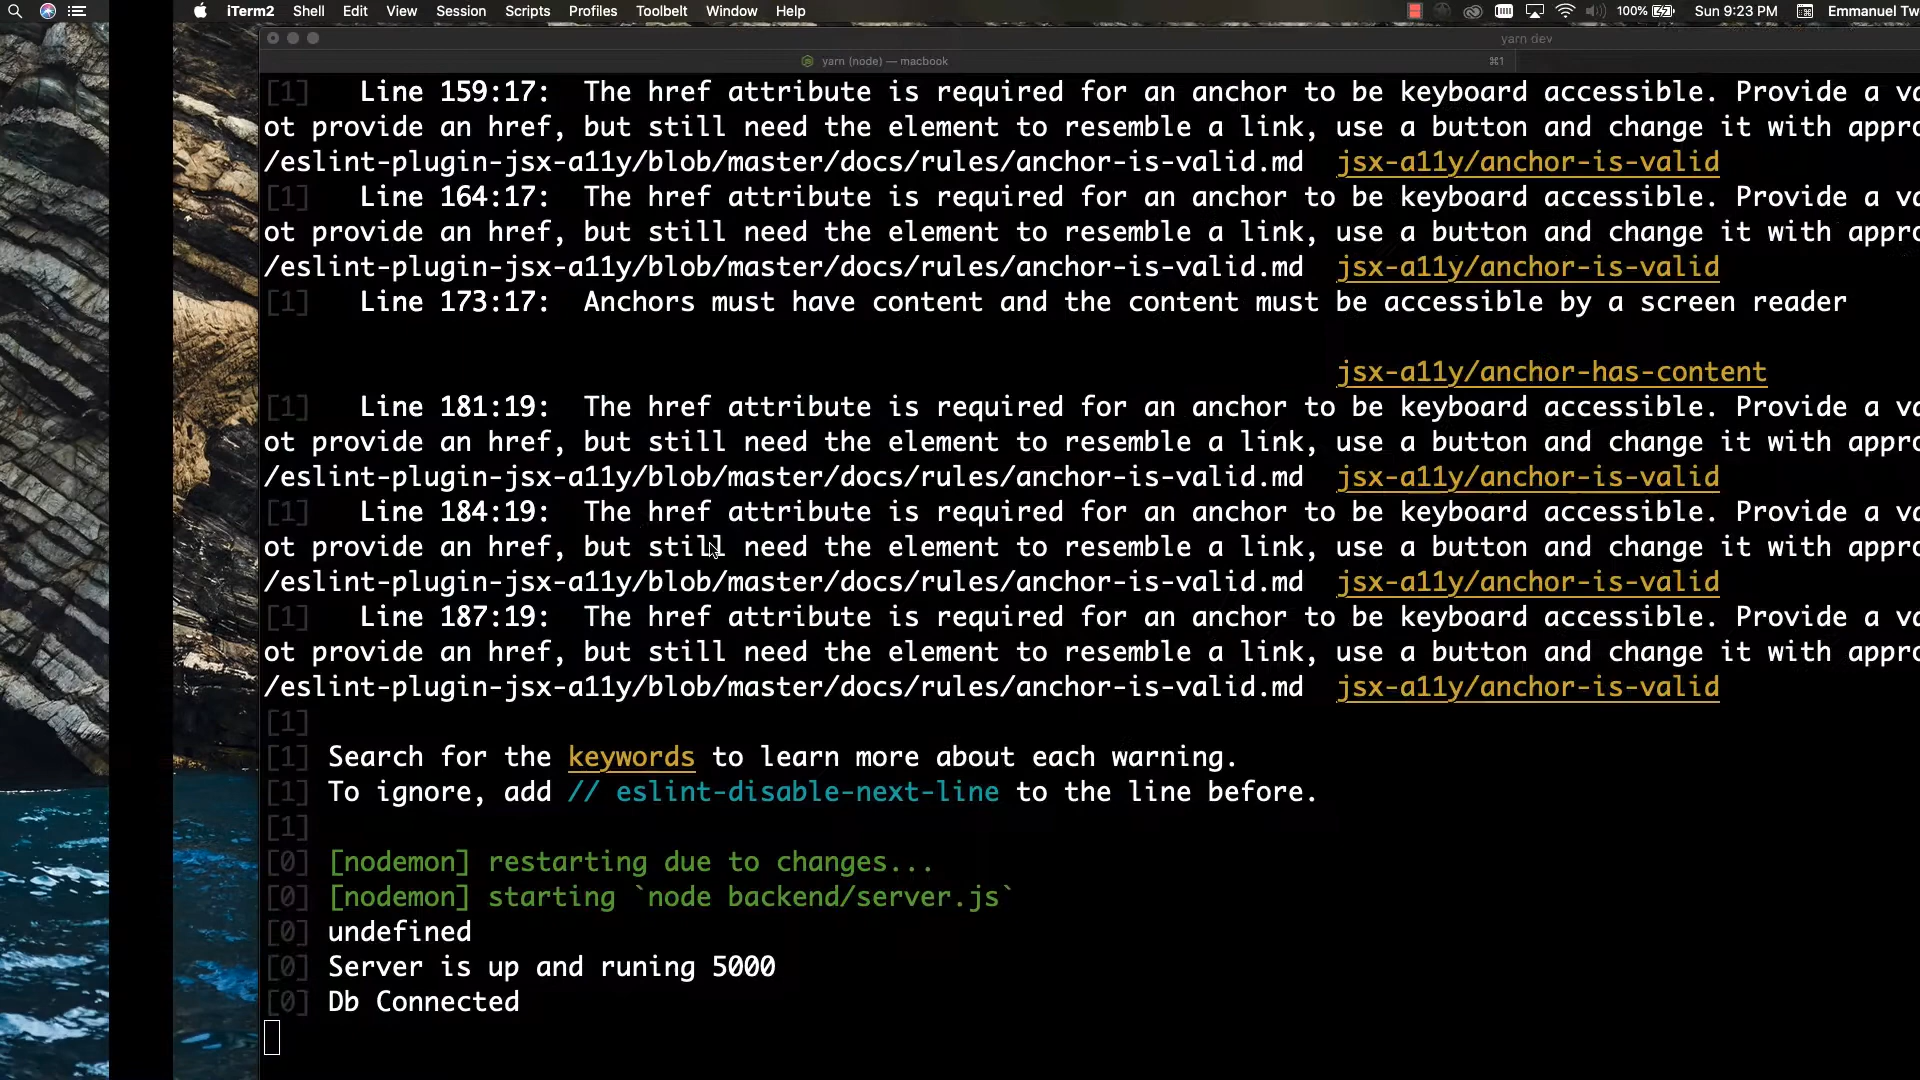 iTerm2 Shell Edit View Session Scripts Profiles Toolbelt Window Help 100% Sun 9:23 PM Emmanuel Tw
yarn dev
yarn (node) — macbook ⌘1
[1] Line 159:17: The href attribute is required for an anchor to be keyboard accessible. Provide a va
ot provide an href, but still need the element to resemble a link, use a button and change it with appro
/eslint-plugin-jsx-a11y/blob/master/docs/rules/anchor-is-valid.md jsx-a11y/anchor-is-valid
[1] Line 164:17: The href attribute is required for an anchor to be keyboard accessible. Provide a va
ot provide an href, but still need the element to resemble a link, use a button and change it with appro
/eslint-plugin-jsx-a11y/blob/master/docs/rules/anchor-is-valid.md jsx-a11y/anchor-is-valid
[1] Line 173:17: Anchors must have content and the content must be accessible by a screen reader
jsx-a11y/anchor-has-content
[1] Line 181:19: The href attribute is required for an anchor to be keyboard accessible. Provide a va
ot provide an href, but still need the element to resemble a link, use a button and change it with appro
/eslint-plugin-jsx-a11y/blob/master/docs/rules/anchor-is-valid.md jsx-a11y/anchor-is-valid
[1] Line 184:19: The href attribute is required for an anchor to be keyboard accessible. Provide a va
ot provide an href, but still need the element to resemble a link, use a button and change it with appro
/eslint-plugin-jsx-a11y/blob/master/docs/rules/anchor-is-valid.md jsx-a11y/anchor-is-valid
[1] Line 187:19: The href attribute is required for an anchor to be keyboard accessible. Provide a va
ot provide an href, but still need the element to resemble a link, use a button and change it with appro
/eslint-plugin-jsx-a11y/blob/master/docs/rules/anchor-is-valid.md jsx-a11y/anchor-is-valid
[1]
[1] Search for the keywords to learn more about each warning.
[1] To ignore, add // eslint-disable-next-line to the line before.
[1]
[0] [nodemon] restarting due to changes...
[0] [nodemon] starting `node backend/server.js`
[0] undefined
[0] Server is up and runing 5000
[0] Db Connected